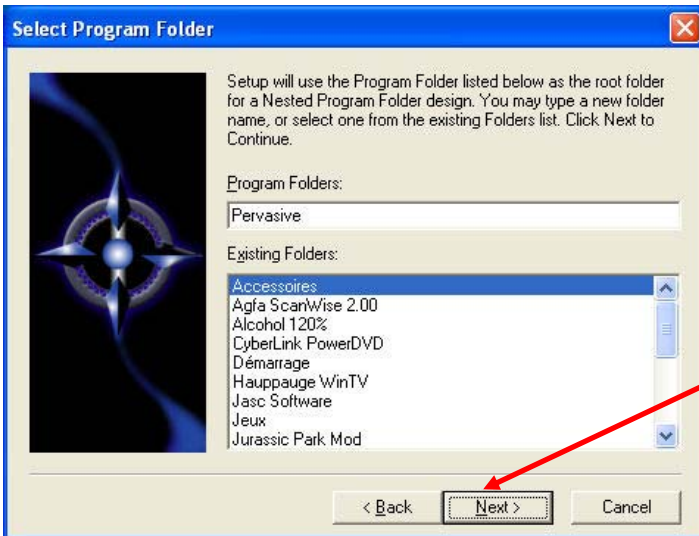 Select Program Folder
Setup will use the Program Folder listed below as the root folder
for a Nested Program Folder design. You may type a new folder
name, or select one from the existing Folders list. Click Next to
Continue.
Program Folders:
Pervasive
Existing Folders:
Accessoires
Agfa ScanWise 2.00
Alcohol 120%
CyberLink PowerDVD
Démarrage
Hauppauge WinTV
Jasc Software
Jeux
Jurassic Park Mod
< Back Next > Cancel